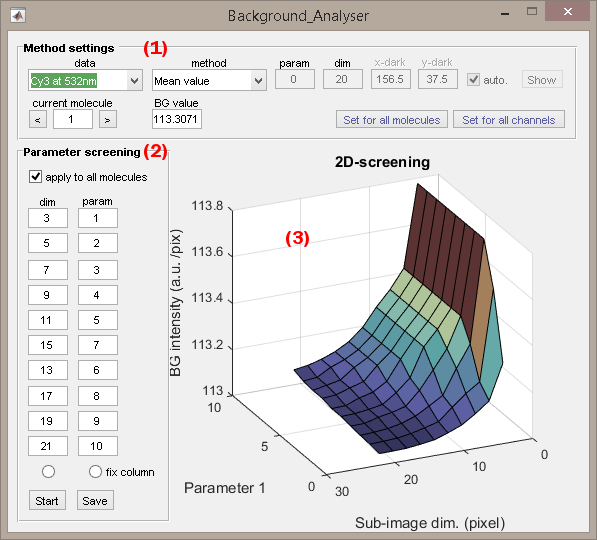 Background_Analyser
Method settings (1)
data method param dim x-dark y-dark
Cy3 at 532nm Mean value 0 20 156.5 37.5 auto. Show
current molecule BG value
< 1 > 113.3071 Set for all molecules Set for all channels
Parameter screening (2)
apply to all molecules
dim param
3 1
5 2
7 3
9 4
11 5
15 7
13 6
17 8
19 9
21 10
fix column
Start Save
2D-screening
(3)
BG intensity (a.u. /pix)
113.8
113.6
113.4
113.2
113
10
5
0
Parameter 1
30
20
10
0
Sub-image dim. (pixel)